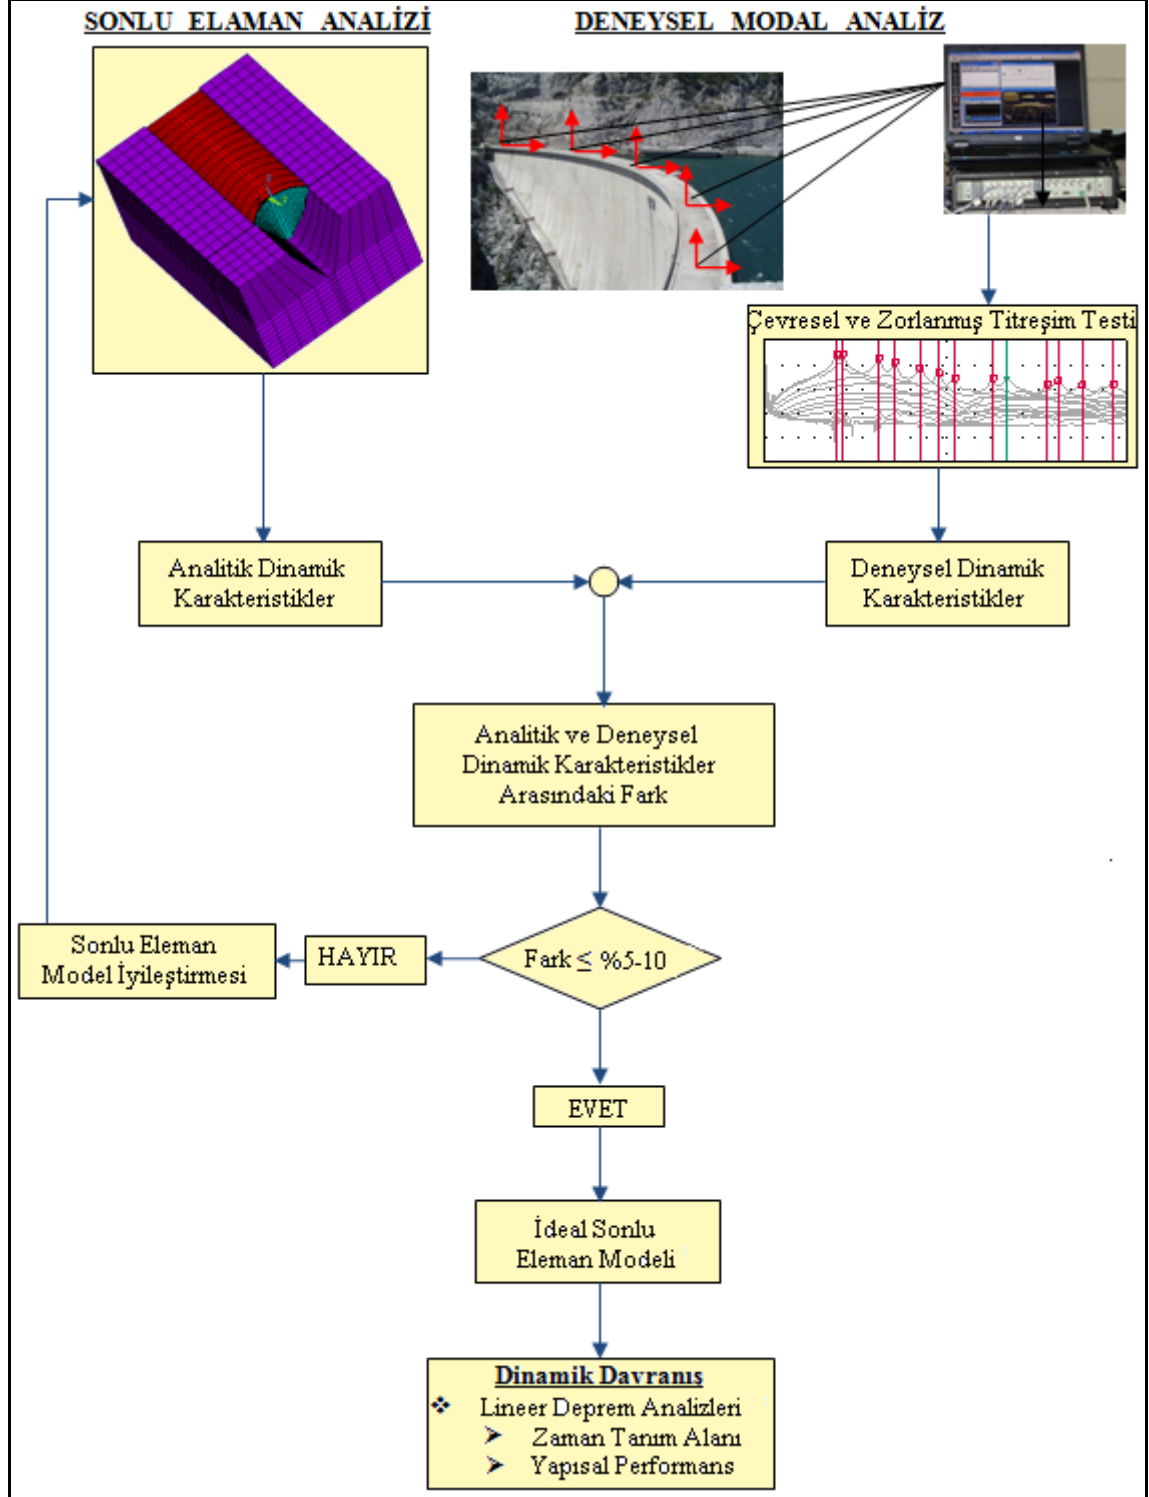 SONLU ELAMAN ANALİZİ
DENEYSEL MODAL ANALİZ
Çevresel ve Zorlanmış Titreşim Testi
Analitik Dinamik
Karakteristikler
Deneysel Dinamik
Karakteristikler
Analitik ve Deneysel
Dinamik Karakteristikler
Arasındaki Fark
Fark ≤ %5-10
HAYIR
Sonlu Eleman
Model İyileştirmesi
EVET
İdeal Sonlu
Eleman Modeli
Dinamik Davranış
❖ Lineer Deprem Analizleri
➤ Zaman Tanım Alanı
➤ Yapısal Performans